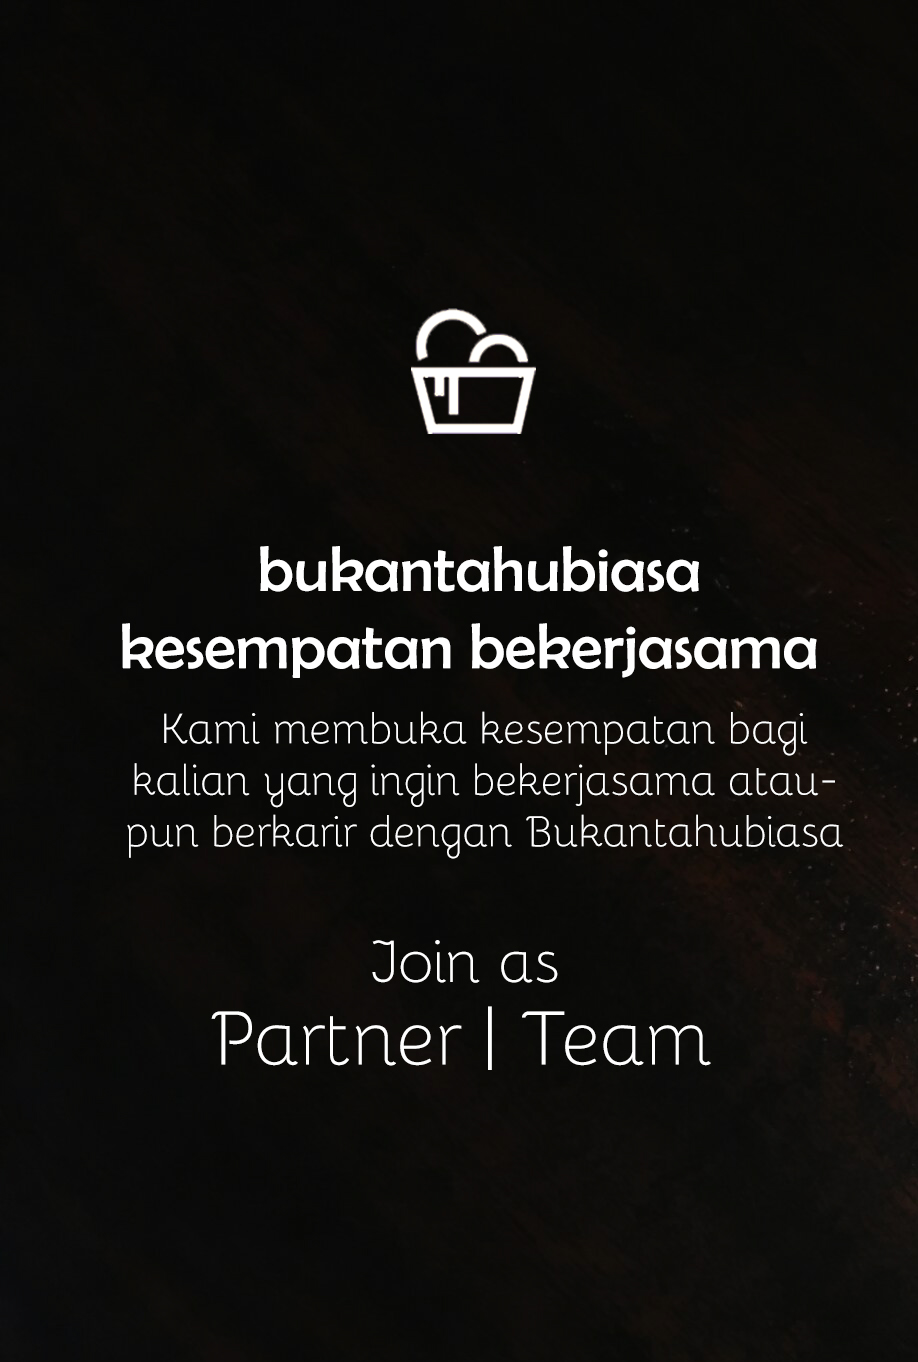 bukantahubiasa
kesempatan bekerjasama
Kami membuka kesempatan bagi
kalian yang ingin bekerjasama atau-
pun berkarir dengan Bukantahubiasa
Join as
Partner | Team